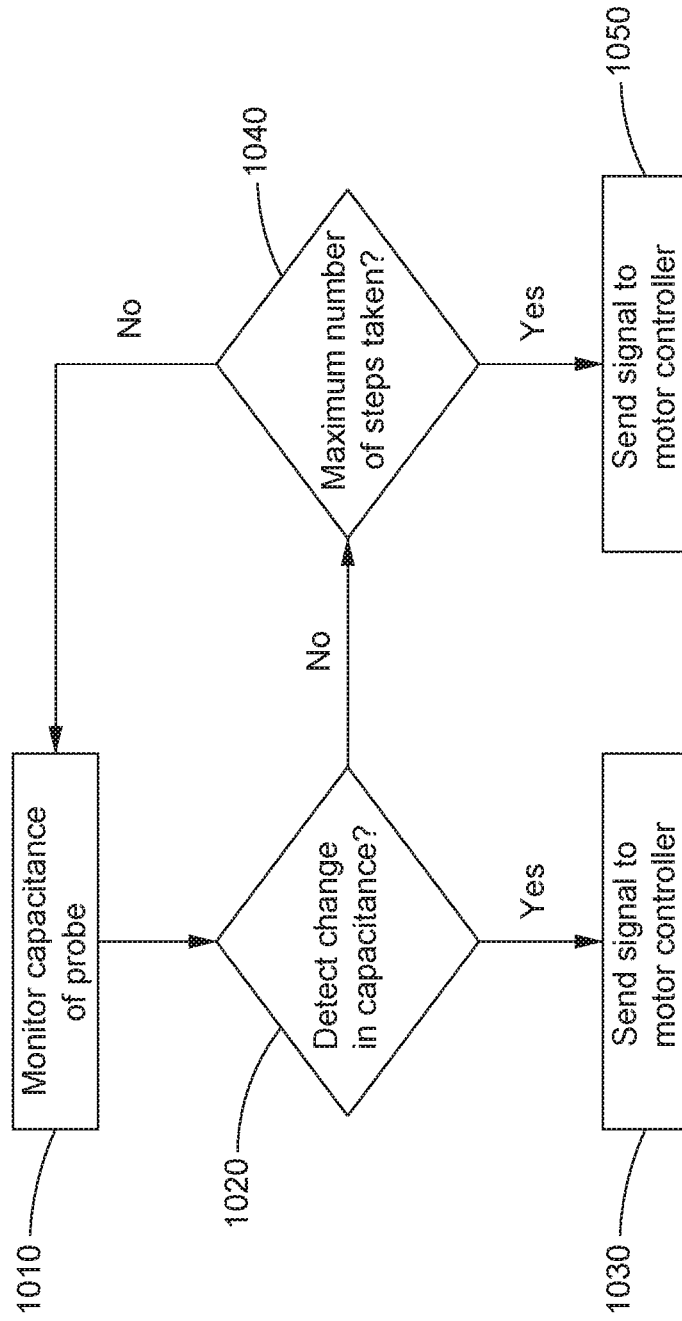 1010
Monitor capacitance
of probe
1020
Detect change
in capacitance?
No
Yes
1030
Send signal to
motor controller
1040
Maximum number
of steps taken?
No
Yes
1050
Send signal to
motor controller